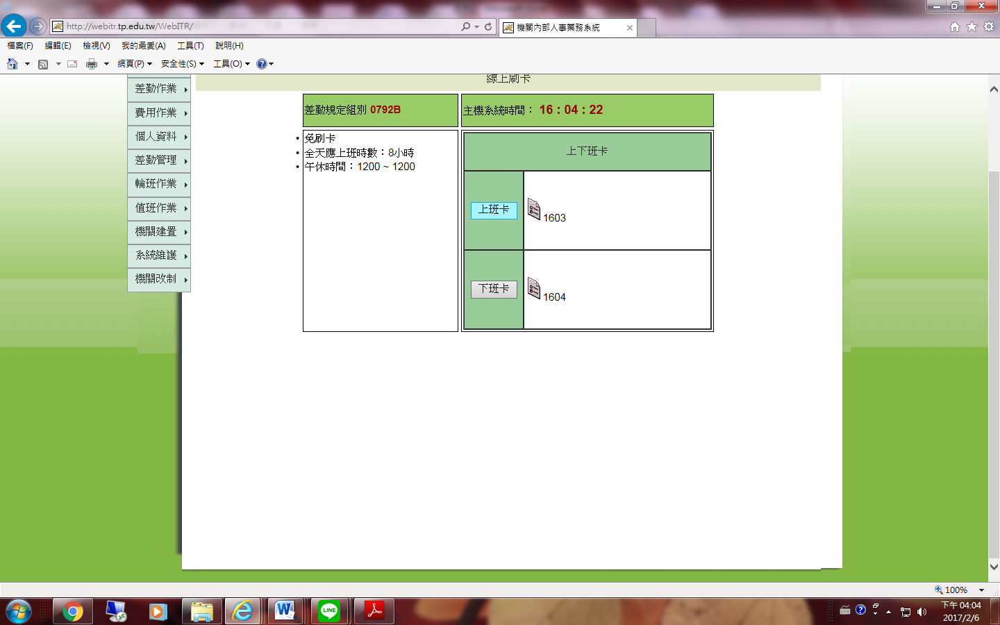 http://webitr.tp.edu.tw/WebITR/
機關內部人事業務系統
檔案(F) 編輯(E) 檢視(V) 我的最愛(A) 工具(T) 說明(H)
網頁(P) 安全性(S) 工具(O)
線上刷卡
差勤作業
費用作業
個人資料
差勤管理
輪班作業
值班作業
機關建置
系統維護
機關改制
差勤規定組別 0792B
主機系統時間： 16 : 04 : 22
• 免刷卡
• 全天應上班時數：8小時
• 午休時間：1200 ~ 1200
上下班卡
上班卡 1603
下班卡 1604
100%
LINE
下午 04:04
2017/2/6